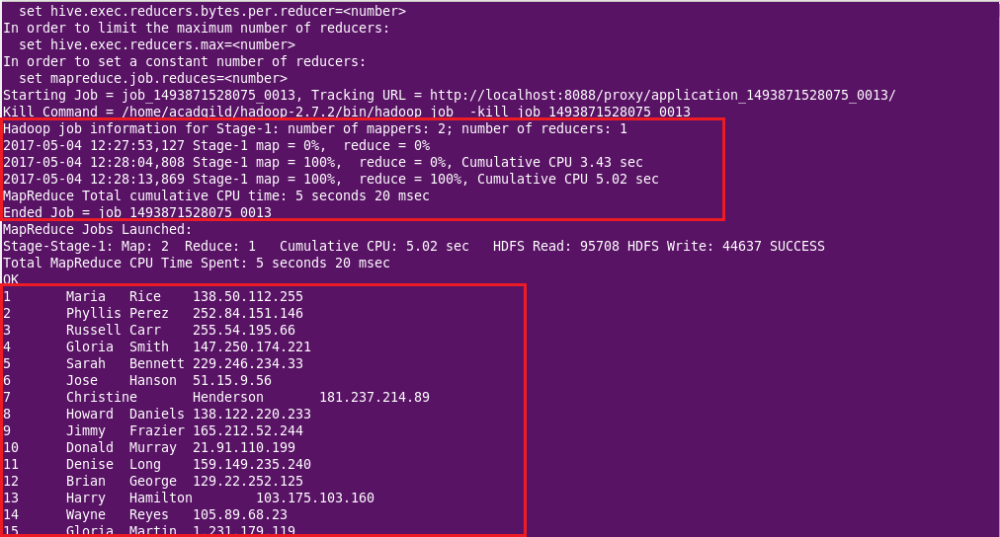 set hive.exec.reducers.bytes.per.reducer=<number>
In order to limit the maximum number of reducers:
set hive.exec.reducers.max=<number>
In order to set a constant number of reducers:
set mapreduce.job.reduces=<number>
Starting Job = job_1493871528075_0013, Tracking URL = http://localhost:8088/proxy/application_1493871528075_0013/
Kill Command = /home/acadgild/hadoop-2.7.2/bin/hadoop job  -kill job_1493871528075_0013
Hadoop job information for Stage-1: number of mappers: 2; number of reducers: 1
2017-05-04 12:27:53,127 Stage-1 map = 0%,  reduce = 0%
2017-05-04 12:28:04,808 Stage-1 map = 100%,  reduce = 0%, Cumulative CPU 3.43 sec
2017-05-04 12:28:13,869 Stage-1 map = 100%,  reduce = 100%, Cumulative CPU 5.02 sec
MapReduce Total cumulative CPU time: 5 seconds 20 msec
Ended Job = job_1493871528075_0013
MapReduce Jobs Launched:
Stage-Stage-1: Map: 2  Reduce: 1   Cumulative CPU: 5.02 sec   HDFS Read: 95708 HDFS Write: 44637 SUCCESS
Total MapReduce CPU Time Spent: 5 seconds 20 msec
OK
1	Maria	Rice	138.50.112.255
2	Phyllis	Perez	252.84.151.146
3	Russell	Carr	255.54.195.66
4	Gloria	Smith	147.250.174.221
5	Sarah	Bennett	229.246.234.33
6	Jose	Hanson	51.15.9.56
7	Christine	Henderson	181.237.214.89
8	Howard	Daniels	138.122.220.233
9	Jimmy	Frazier	165.212.52.244
10	Donald	Murray	21.91.110.199
11	Denise	Long	159.149.235.240
12	Brian	George	129.22.252.125
13	Harry	Hamilton	103.175.103.160
14	Wayne	Reyes	105.89.68.23
15	Gloria	Martin	1.231.179.119